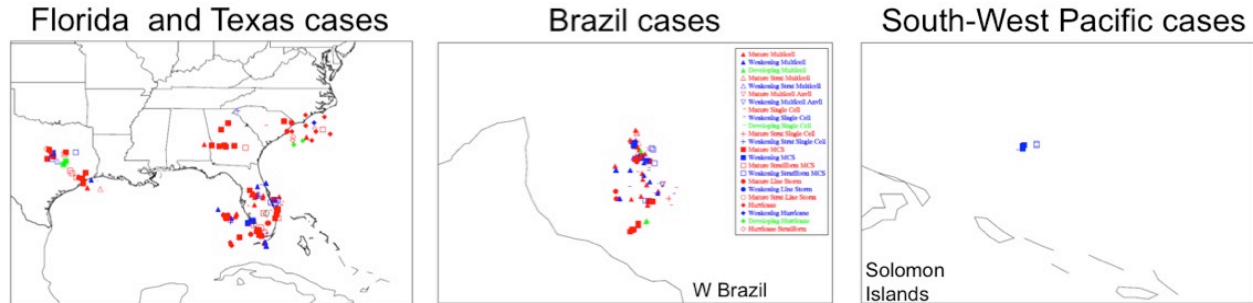 Florida and Texas cases
Brazil cases
South-West Pacific cases
Mature Multicell
Weakening Multicell
Developing Multicell
Mature Strat Multicell
Weakening Strat Multicell
Mature Multicell Anvil
Weakening Multicell Anvil
Mature Single Cell
Weakening Single Cell
Developing Single Cell
Mature Strat Single Cell
Weakening Strat Single Cell
Mature MCS
Weakening MCS
Mature Stratiform MCS
Weakening Stratiform MCS
Mature Line Storm
Weakening Line Storm
Mature Strat Line Storm
Hurricane
Weakening Hurricane
Developing Hurricane
Hurricane Stratiform
W Brazil
Solomon
Islands